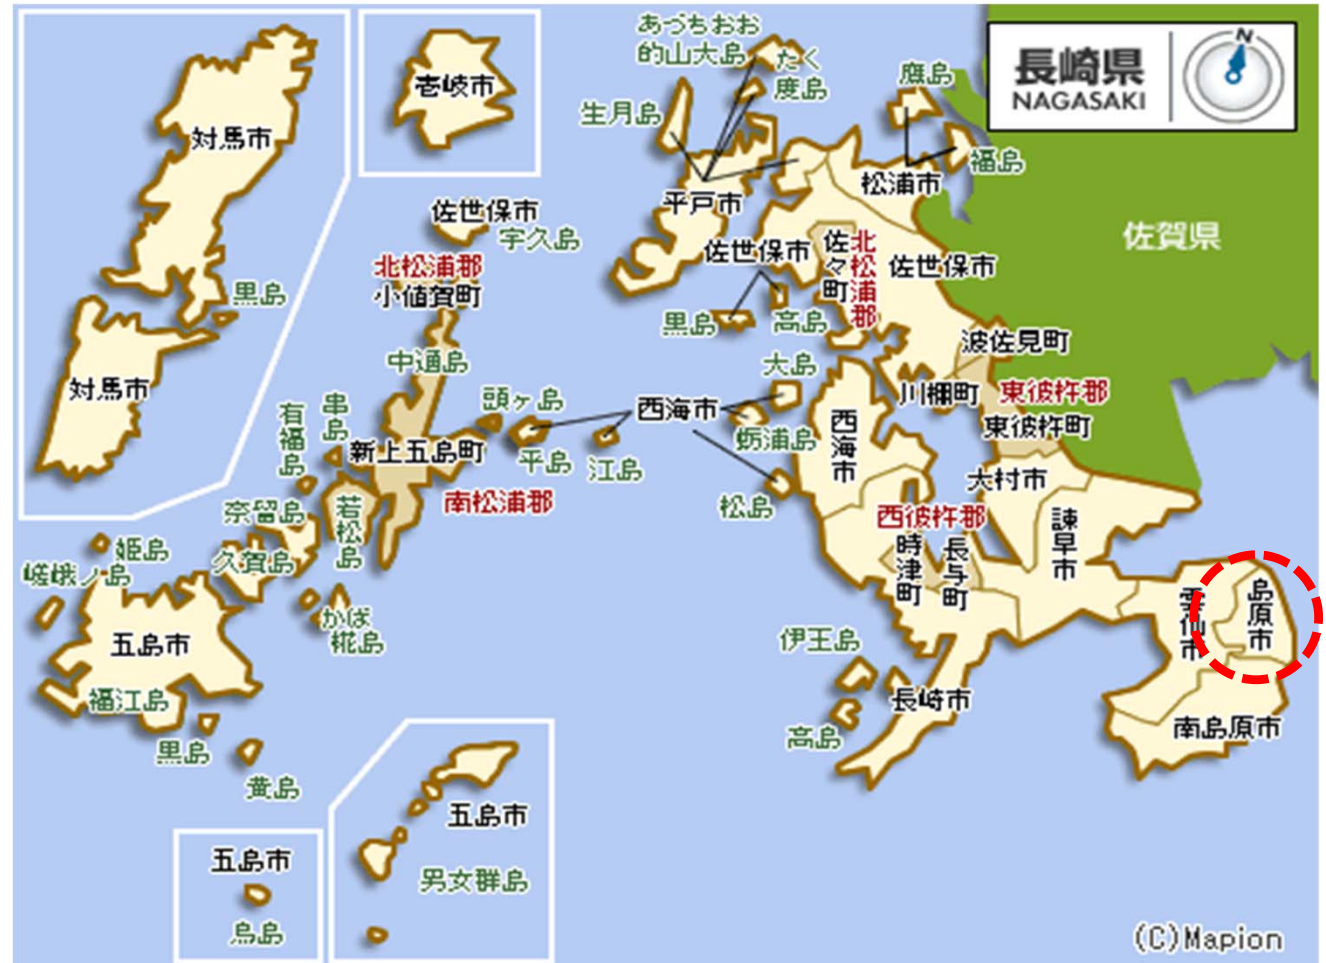 長崎県
NAGASAKI
N
対馬市
黒島
対馬市
壱岐市
あづちおお
的山大島
たく
度島
生月島
平戸市
鷹島
福島
松浦市
佐賀県
佐世保市
宇久島
北松浦郡
小値賀町
佐世保市
佐々町
北松浦郡
佐世保市
黒島
高島
波佐見町
川棚町
東彼杵郡
東彼杵町
大島
西海市
蛎浦島
西海市
松島
中通島
頭ヶ島
平島
江島
串島
有福島
新上五島町
南松浦郡
若松島
奈留島
久賀島
姫島
嵯峨ノ島
かば
椛島
五島市
福江島
黒島
黄島
大村市
諫早市
西彼杵郡
時津町
長与町
雲仙市
島原市
南島原市
伊王島
高島
長崎市
五島市
男女群島
五島市
鳥島
(C)Mapion